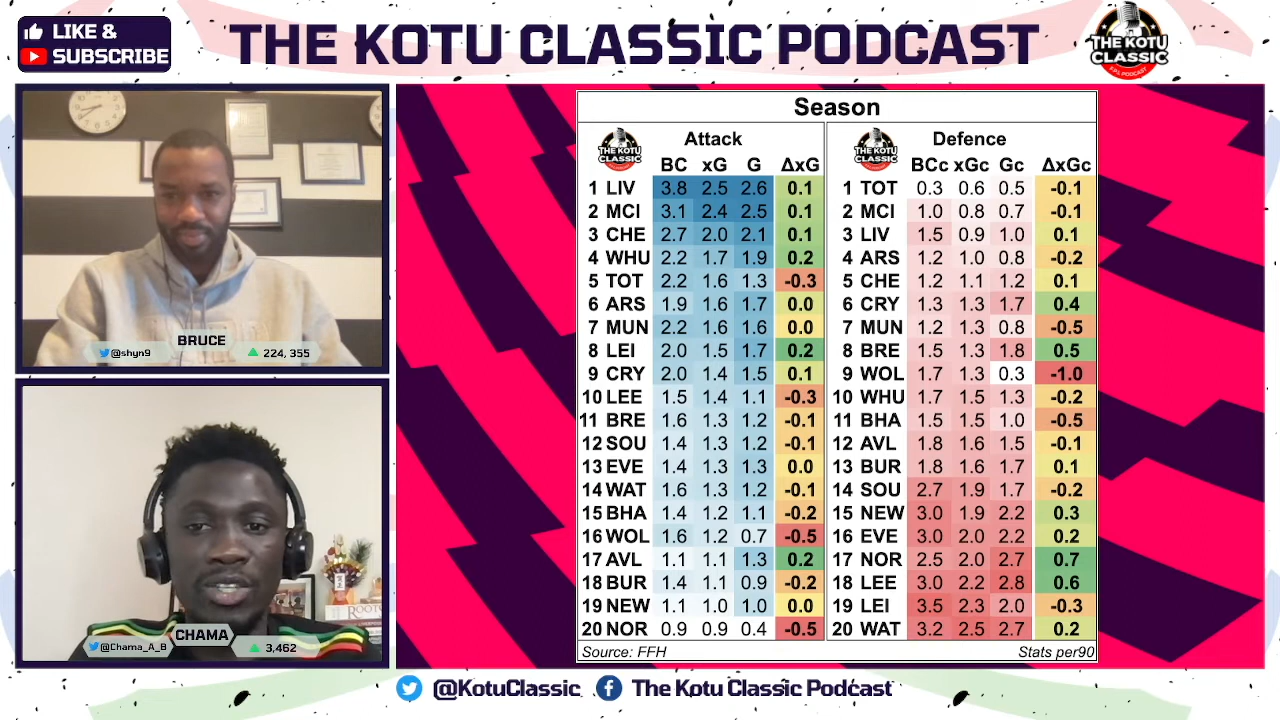 LIKE &
SUBSCRIBE
THE KOTU CLASSIC PODCAST
THE KOTU
CLASSIC
FPL PODCAST
BRUCE
@shyn9 224, 355
CHAMA
@Chama_A_B 3,462
Season
THE KOTU
CLASSIC
Attack
BC xG G ΔxG
1 LIV 3.8 2.5 2.6 0.1
2 MCI 3.1 2.4 2.5 0.1
3 CHE 2.7 2.0 2.1 0.1
4 WHU 2.2 1.7 1.9 0.2
5 TOT 2.2 1.6 1.3 -0.3
6 ARS 1.9 1.6 1.7 0.0
7 MUN 2.2 1.6 1.6 0.0
8 LEI 2.0 1.5 1.7 0.2
9 CRY 2.0 1.4 1.5 0.1
10 LEE 1.5 1.4 1.1 -0.3
11 BRE 1.6 1.3 1.2 -0.1
12 SOU 1.4 1.3 1.2 -0.1
13 EVE 1.4 1.3 1.3 0.0
14 WAT 1.6 1.3 1.2 -0.1
15 BHA 1.4 1.2 1.1 -0.2
16 WOL 1.6 1.2 0.7 -0.5
17 AVL 1.1 1.1 1.3 0.2
18 BUR 1.4 1.1 0.9 -0.2
19 NEW 1.1 1.0 1.0 0.0
20 NOR 0.9 0.9 0.4 -0.5
THE KOTU
CLASSIC
Defence
BCc xGc Gc ΔxGc
1 TOT 0.3 0.6 0.5 -0.1
2 MCI 1.0 0.8 0.7 -0.1
3 LIV 1.5 0.9 1.0 0.1
4 ARS 1.2 1.0 0.8 -0.2
5 CHE 1.2 1.1 1.2 0.1
6 CRY 1.3 1.3 1.7 0.4
7 MUN 1.2 1.3 0.8 -0.5
8 BRE 1.5 1.3 1.8 0.5
9 WOL 1.7 1.3 0.3 -1.0
10 WHU 1.7 1.5 1.3 -0.2
11 BHA 1.5 1.5 1.0 -0.5
12 AVL 1.8 1.6 1.5 -0.1
13 BUR 1.8 1.6 1.7 0.1
14 SOU 2.7 1.9 1.7 -0.2
15 NEW 3.0 1.9 2.2 0.3
16 EVE 3.0 2.0 2.2 0.2
17 NOR 2.5 2.0 2.7 0.7
18 LEE 3.0 2.2 2.8 0.6
19 LEI 3.5 2.3 2.0 -0.3
20 WAT 3.2 2.5 2.7 0.2
Source: FFH
Stats per90
@KotuClassic The Kotu Classic Podcast